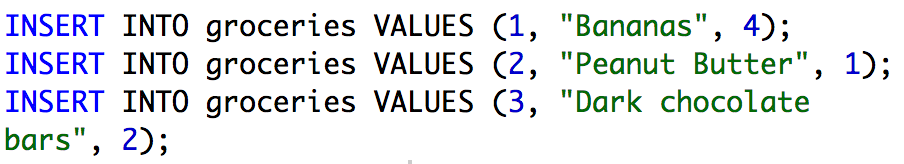 INSERT INTO groceries VALUES (1, "Bananas", 4);
INSERT INTO groceries VALUES (2, "Peanut Butter", 1);
INSERT INTO groceries VALUES (3, "Dark chocolate
bars", 2);